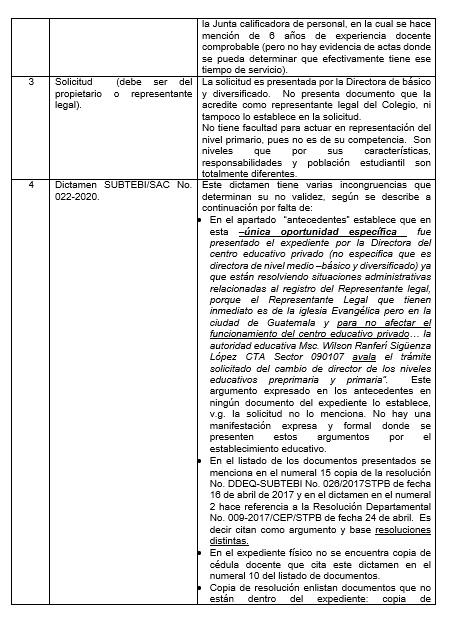 la Junta calificadora de personal, en la cual se hace
mención de 6 años de experiencia docente
comprobable (pero no hay evidencia de actas donde
se pueda determinar que efectivamente tiene ese
tiempo de servicio).
3
Solicitud (debe ser del
propietario o representante
legal).
La solicitud es presentada por la Directora de básico
y diversificado. No presenta documento que la
acredite como representante legal del Colegio, ni
tampoco lo establece en la solicitud.
No tiene facultad para actuar en representación del
nivel primario, pues no es de su competencia. Son
niveles que por sus características,
responsabilidades y población estudiantil son
totalmente diferentes.
4
Dictamen SUBTEBI/SAC No.
022-2020.
Este dictamen tiene varias incongruencias que
determinan su no validez, según se describe a
continuación por falta de:
• En el apartado “antecedentes” establece que en
esta –única oportunidad específica fue
presentado el expediente por la Directora del
centro educativo privado (no especifica que es
directora de nivel medio –básico y diversificado) ya
que están resolviendo situaciones administrativas
relacionadas al registro del Representante legal,
porque el Representante Legal que tienen
inmediato es de la iglesia Evangélica pero en la
ciudad de Guatemala y para no afectar el
funcionamiento del centro educativo privado… la
autoridad educativa Msc. Wilson Ranferí Sigüenza
López CTA Sector 090107 avala el trámite
solicitado del cambio de director de los niveles
educativos preprimaria y primaria”. Este
argumento expresado en los antecedentes en
ningún documento del expediente lo establece,
v.g. la solicitud no lo menciona. No hay una
manifestación expresa y formal donde se
presenten estos argumentos por el
establecimiento educativo.
• En el listado de los documentos presentados se
menciona en el numeral 15 copia de la resolución
No. DDEQ-SUBTEBI No. 026/2017STPB de fecha
16 de abril de 2017 y en el dictamen en el numeral
2 hace referencia a la Resolución Departamental
No. 009-2017/CEP/STPB de fecha 24 de abril. Es
decir citan como argumento y base resoluciones
distintas.
• En el expediente físico no se encuentra copia de
cédula docente que cita este dictamen en el
numeral 10 del listado de documentos.
• Copia de resolución enlistan documentos que no
están dentro del expediente: copia de